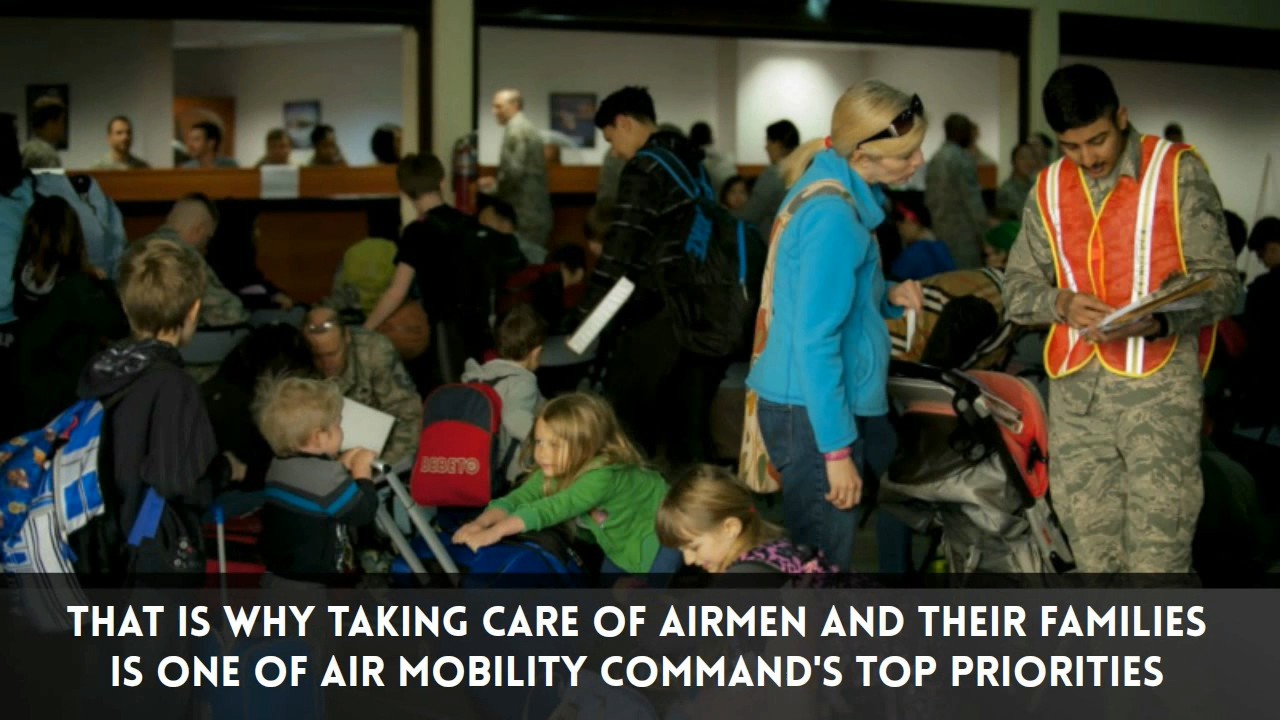 BEBETO
THAT IS WHY TAKING CARE OF AIRMEN AND THEIR FAMILIES
IS ONE OF AIR MOBILITY COMMAND'S TOP PRIORITIES